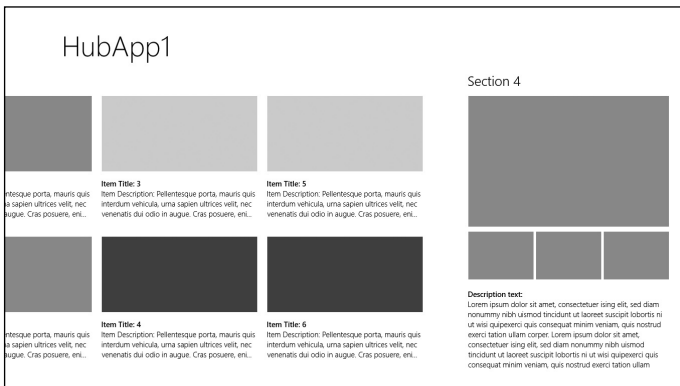 HubApp1
entesque porta, mauris quis
a sapien ultrices velit, nec
augue. Cras posuere, eni...
Item Title: 3
Item Description: Pellentesque porta, mauris quis
interdum vehicula, urna sapien ultrices velit, nec
venenatis dui odio in augue. Cras posuere, eni...
Item Title: 5
Item Description: Pellentesque porta, mauris quis
interdum vehicula, urna sapien ultrices velit, nec
venenatis dui odio in augue. Cras posuere, eni...
entesque porta, mauris quis
a sapien ultrices velit, nec
augue. Cras posuere, eni...
Item Title: 4
Item Description: Pellentesque porta, mauris quis
interdum vehicula, urna sapien ultrices velit, nec
venenatis dui odio in augue. Cras posuere, eni...
Item Title: 6
Item Description: Pellentesque porta, mauris quis
interdum vehicula, urna sapien ultrices velit, nec
venenatis dui odio in augue. Cras posuere, eni...
Section 4
Description text:
Lorem ipsum dolor sit amet, consectetuer ising elit, sed diam
nonummy nibh uismod tincidunt ut laoreet suscipit lobortis ni
ut wisi quipexerci quis consequat minim veniam, quis nostrud
exerci tation ullam corper. Lorem ipsum dolor sit amet,
consectetuer ising elit, sed diam nonummy nibh uismod
tincidunt ut laoreet suscipit lobortis ni ut wisi quipexerci quis
consequat minim veniam, quis nostrud exerci tation ullam